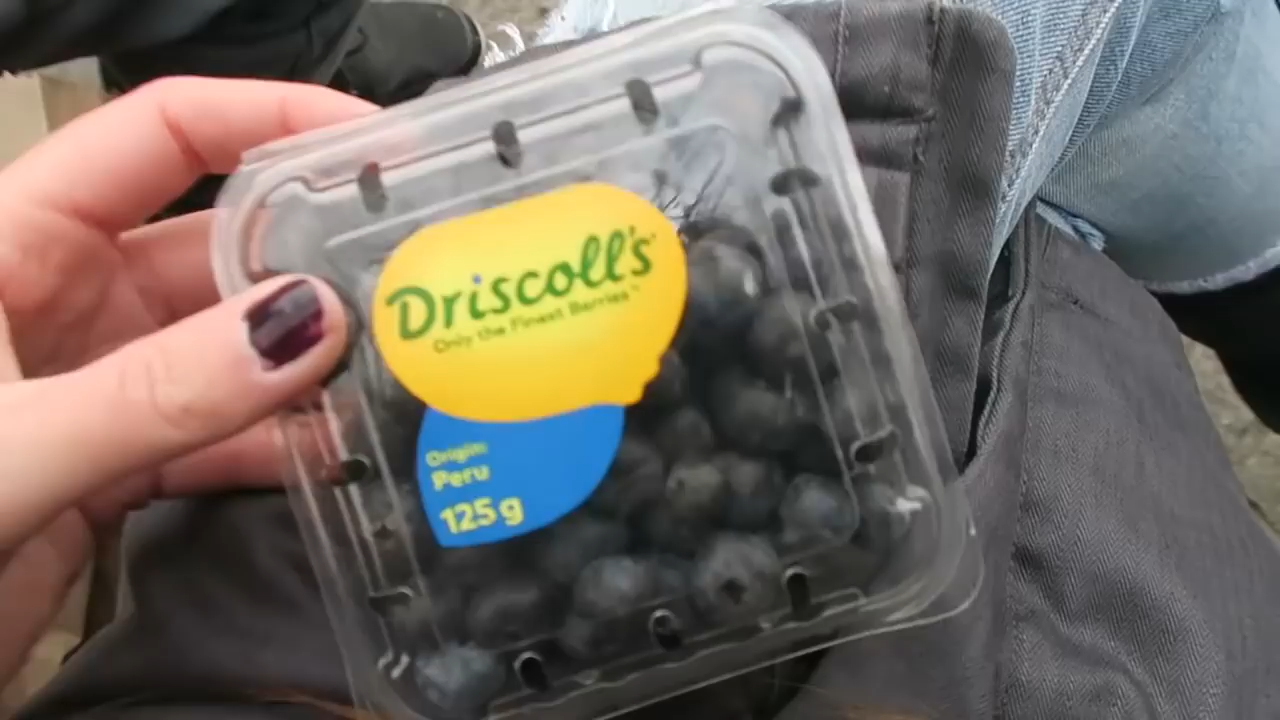 Driscoll's
Only the Finest Berries™
Origin:
Peru
125g